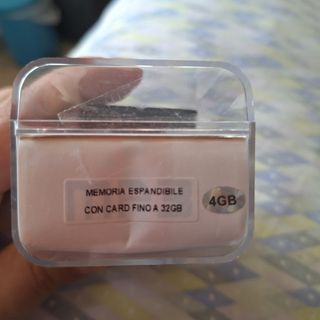 MEMORIA ESPANDIBILE
CON CARD FINO A 32GB
4GB